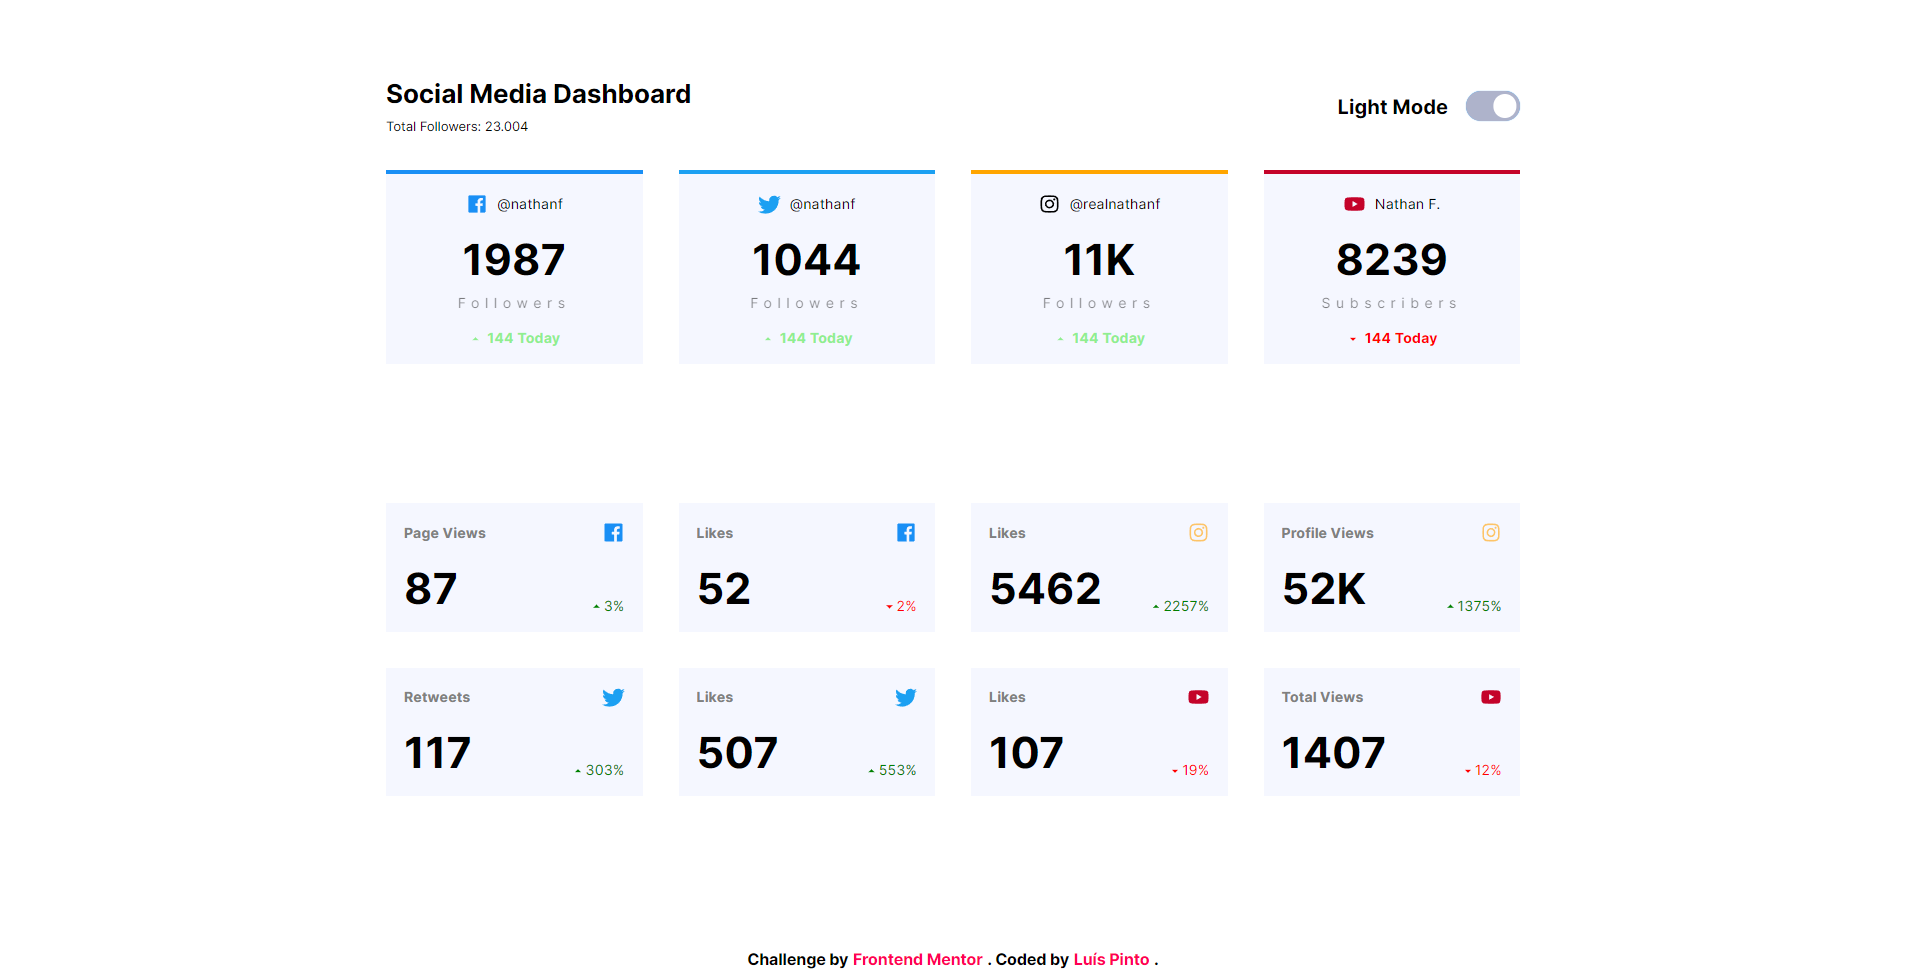 Social Media Dashboard
Total Followers: 23.004
Light Mode
@nathanf
1987
Followers
144 Today
@nathanf
1044
Followers
144 Today
@realnathanf
11K
Followers
144 Today
Nathan F.
8239
Subscribers
144 Today
Page Views
87
3%
Likes
52
2%
Likes
5462
2257%
Profile Views
52K
1375%
Retweets
117
303%
Likes
507
553%
Likes
107
19%
Total Views
1407
12%
Challenge by Frontend Mentor . Coded by Luís Pinto .